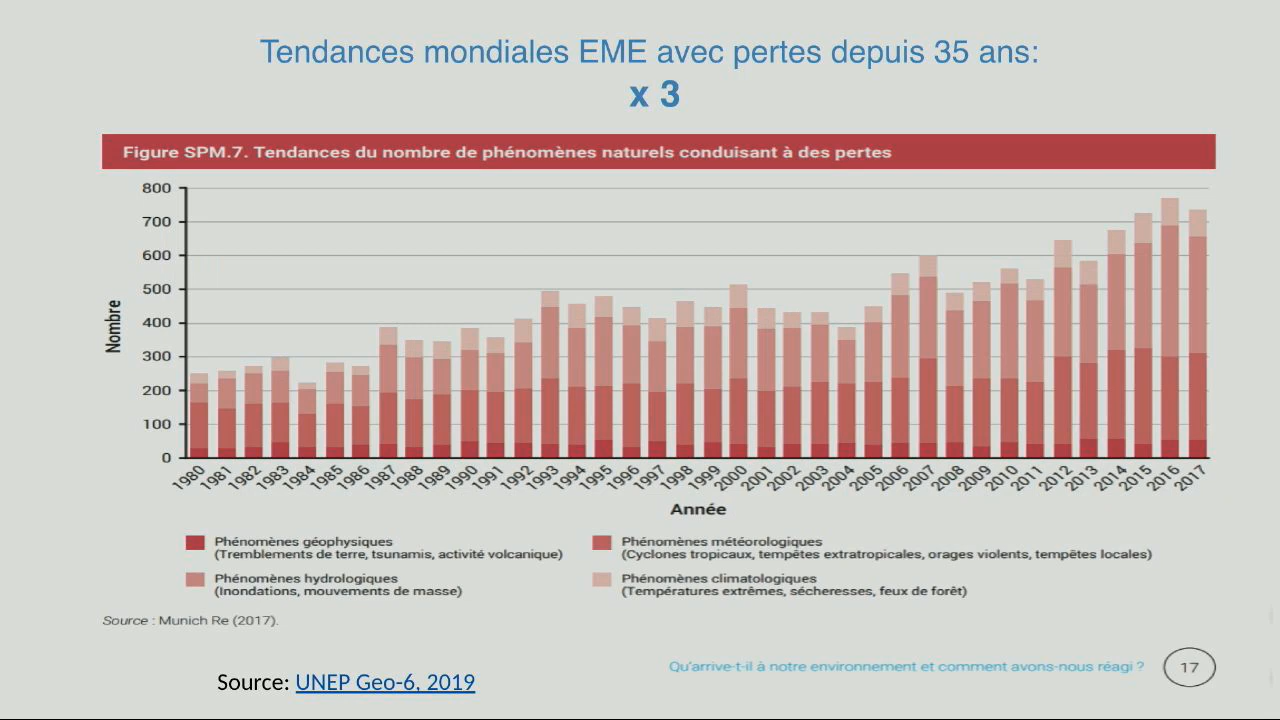 Tendances mondiales EME avec pertes depuis 35 ans:
x 3
Figure SPM.7. Tendances du nombre de phénomènes naturels conduisant à des pertes
800
700
600
500
400
300
200
100
0
Nombre
1980 1981 1982 1983 1984 1985 1986 1987 1988 1989 1990 1991 1992 1993 1994 1995 1996 1997 1998 1999 2000 2001 2002 2003 2004 2005 2006 2007 2008 2009 2010 2011 2012 2013 2014 2015 2016 2017
Année
Phénomènes géophysiques
(Tremblements de terre, tsunamis, activité volcanique)
Phénomènes météorologiques
(Cyclones tropicaux, tempêtes extratropicales, orages violents, tempêtes locales)
Phénomènes hydrologiques
(Inondations, mouvements de masse)
Phénomènes climatologiques
(Températures extrêmes, sécheresses, feux de forêt)
Source : Munich Re (2017).
Qu'arrive-t-il à notre environnement et comment avons-nous réagi ?
17
Source: UNEP Geo-6, 2019